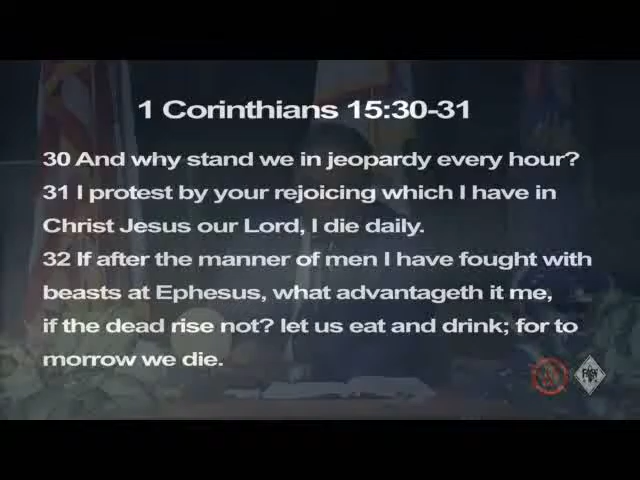 1 Corinthians 15:30-31
30 And why stand we in jeopardy every hour?
31 I protest by your rejoicing which I have in
Christ Jesus our Lord, I die daily.
32 If after the manner of men I have fought with
beasts at Ephesus, what advantageth it me,
if the dead rise not? let us eat and drink; for to
morrow we die.